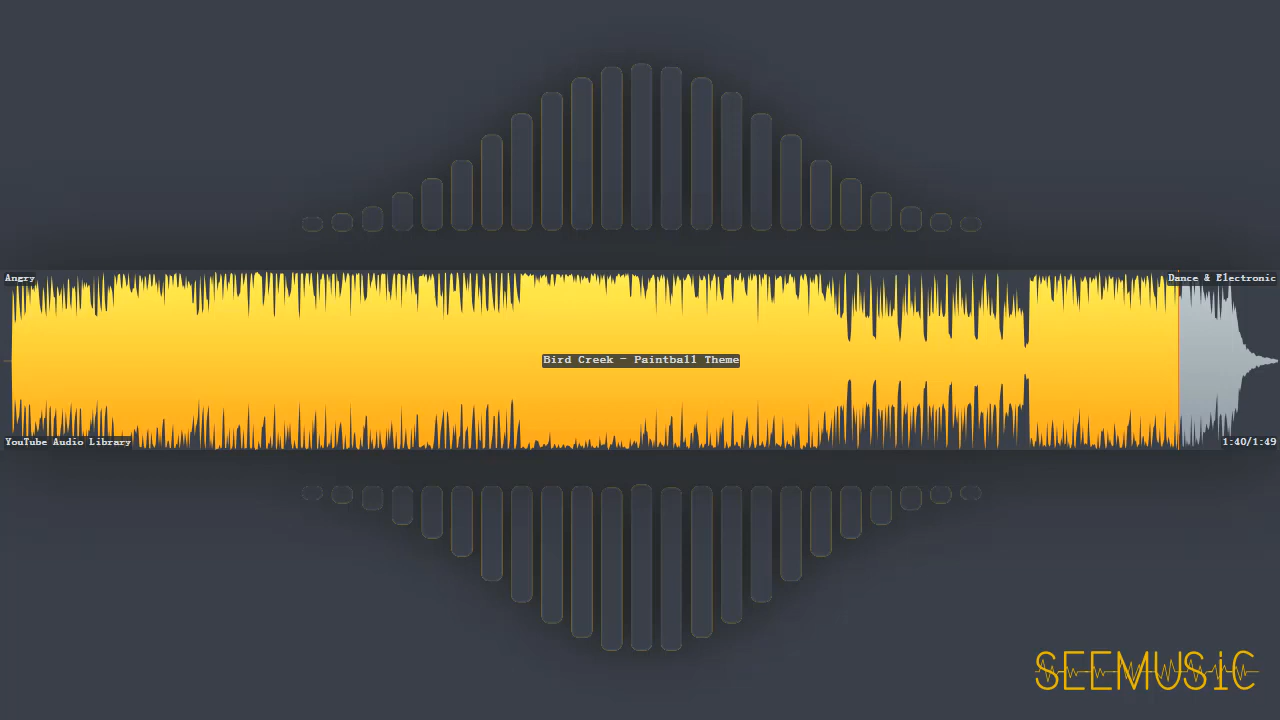 Angry
Dance & Electronic
Bird Creek - Paintball Theme
YouTube Audio Library
1:40/1:49
SEEMUSiC